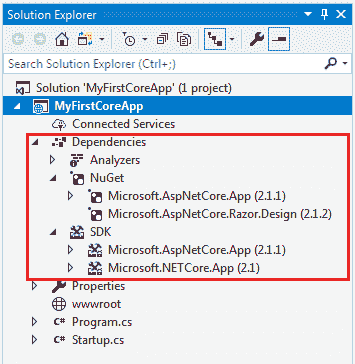 Solution Explorer
Search Solution Explorer (Ctrl+;)
Solution 'MyFirstCoreApp' (1 project)
MyFirstCoreApp
Connected Services
Dependencies
Analyzers
NuGet
Microsoft.AspNetCore.App (2.1.1)
Microsoft.AspNetCore.Razor.Design (2.1.2)
SDK
Microsoft.AspNetCore.App (2.1.1)
Microsoft.NETCore.App (2.1)
Properties
wwwroot
C# Program.cs
C# Startup.cs